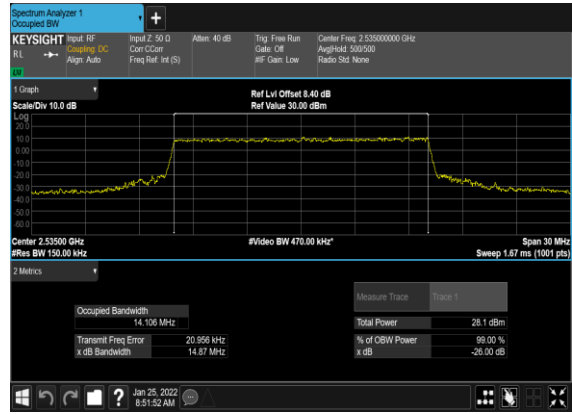 Spectrum Analyzer 1
Occupied BW
+
KEYSIGHT Input: RF Input Z: 50 Ω Atten: 40 dB Trig: Free Run Center Freq: 2.535000000 GHz
RL Coupling: DC Corr CCorr Gate: Off Avg|Hold: 500/500
Align: Auto Freq Ref: Int (S) #IF Gain: Low Radio Std: None
1 Graph
Ref Lvl Offset 8.40 dB
Scale/Div 10.0 dB Ref Value 30.00 dBm
Log
20.0
10.0
0.00
-10.0
-20.0
-30.0
-40.0
-50.0
-60.0
Center 2.53500 GHz #Video BW 470.00 kHz* Span 30 MHz
#Res BW 150.00 kHz Sweep 1.67 ms (1001 pts)
2 Metrics
Measure Trace Trace 1
Occupied Bandwidth
14.106 MHz Total Power 28.1 dBm
Transmit Freq Error 20.956 kHz % of OBW Power 99.00 %
x dB Bandwidth 14.87 MHz x dB -26.00 dB
? Jan 25, 2022
8:51:52 AM